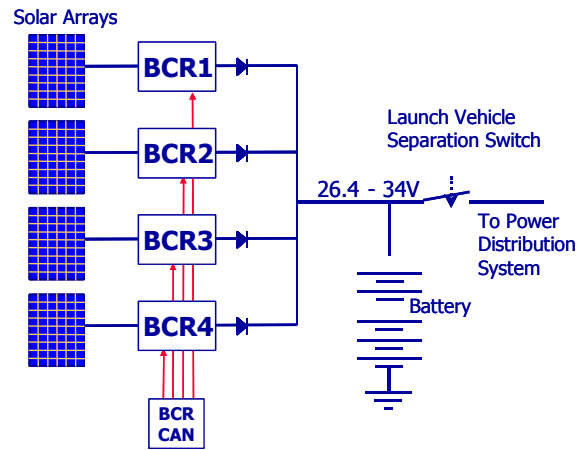 Solar Arrays
BCR1
BCR2
BCR3
BCR4
BCR
CAN
26.4 - 34V
Launch Vehicle
Separation Switch
To Power
Distribution
System
Battery